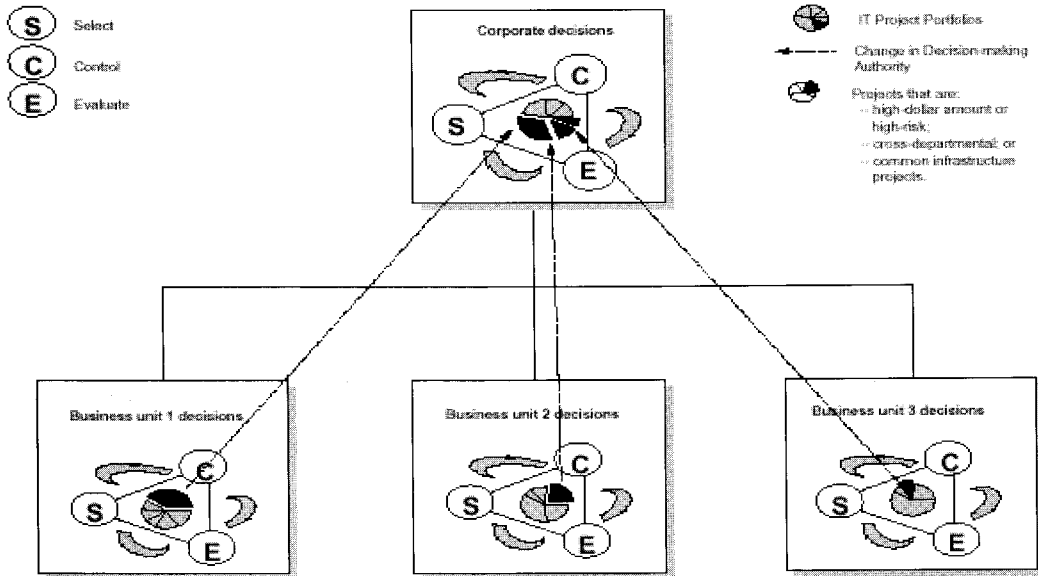 S Select
C Control
E Evaluate
Corporate decisions
C
S
E
IT Project Portfolios
Change in Decision-making
Authority
Projects that are:
-- high-dollar amount or
high-risk;
-- cross-departmental; or
-- common infrastructure
projects.
Business unit 1 decisions
C
S
E
Business unit 2 decisions
C
S
E
Business unit 3 decisions
C
S
E